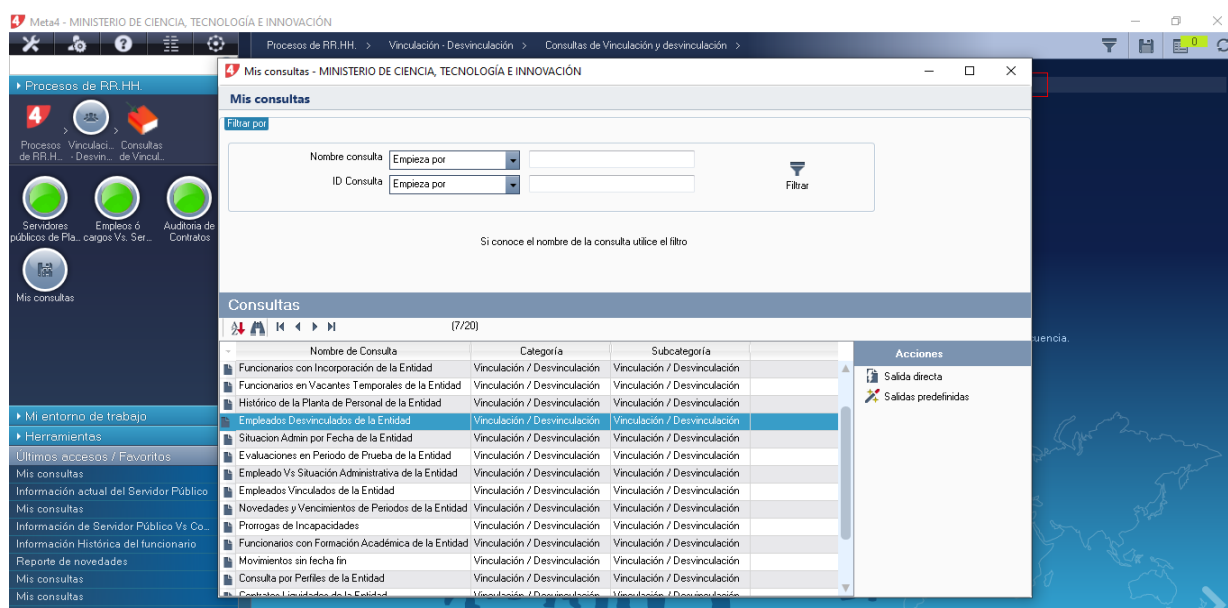 Meta4 - MINISTERIO DE CIENCIA, TECNOLOGÍA E INNOVACIÓN
Procesos de RR.HH. > Vinculación - Desvinculación > Consultas de Vinculación y desvinculación >
0
Procesos de RR.HH.
Procesos de RR.H... Vinculaci... - Desvin... Consultas de Vincul...
Servidores públicos de Pla... Empleos ó cargos Vs. Ser... Auditoria de Contratos
Mis consultas
Mi entorno de trabajo
Herramientas
Últimos accesos / Favoritos
Mis consultas
Información actual del Servidor Público
Mis consultas
Información de Servidor Público Vs Co...
Información Histórica del funcionario
Reporte de novedades
Mis consultas
Mis consultas
Mis consultas - MINISTERIO DE CIENCIA, TECNOLOGÍA E INNOVACIÓN
Mis consultas
Filtrar por
Nombre consulta Empieza por
ID Consulta Empieza por
Filtrar
Si conoce el nombre de la consulta utilice el filtro
Consultas
(7/20)
Nombre de Consulta Categoría Subcategoría
Funcionarios con Incorporación de la Entidad Vinculación / Desvinculación Vinculación / Desvinculación
Funcionarios en Vacantes Temporales de la Entidad Vinculación / Desvinculación Vinculación / Desvinculación
Histórico de la Planta de Personal de la Entidad Vinculación / Desvinculación Vinculación / Desvinculación
Empleados Desvinculados de la Entidad Vinculación / Desvinculación Vinculación / Desvinculación
Situacion Admin por Fecha de la Entidad Vinculación / Desvinculación Vinculación / Desvinculación
Evaluaciones en Periodo de Prueba de la Entidad Vinculación / Desvinculación Vinculación / Desvinculación
Empleado Vs Situación Administrativa de la Entidad Vinculación / Desvinculación Vinculación / Desvinculación
Empleados Vinculados de la Entidad Vinculación / Desvinculación Vinculación / Desvinculación
Novedades y Vencimientos de Periodos de la Entidad Vinculación / Desvinculación Vinculación / Desvinculación
Prorrogas de Incapacidades Vinculación / Desvinculación Vinculación / Desvinculación
Funcionarios con Formación Académica de la Entidad Vinculación / Desvinculación Vinculación / Desvinculación
Movimientos sin fecha fin Vinculación / Desvinculación Vinculación / Desvinculación
Consulta por Perfiles de la Entidad Vinculación / Desvinculación Vinculación / Desvinculación
Contratos Liquidados de la Entidad Vinculación / Desvinculación Vinculación / Desvinculación
Acciones
Salida directa
Salidas predefinidas
cuencia.